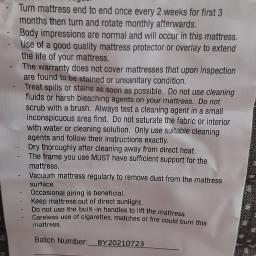 - Turn mattress end to end once every 2 weeks for first 3
months then turn and rotate monthly afterwards.
- Body impressions are normal and will occur in this mattress.
- Use of a good quality mattress protector or overlay to extend
the life of your mattress.
- The warranty does not cover mattresses that upon inspection
are found to be stained or unsanitary condition.
- Treat spills or stains as soon as possible. Do not use cleaning
fluids or harsh bleaching agents on your mattress. Do not
scrub with a brush. Always test a cleaning agent in a small
inconspicuous area first. Do not saturate the fabric or interior
with water or cleaning solution. Only use suitable cleaning
agents and follow their instructions exactly.
- Dry thoroughly after cleaning away from direct heat.
- The frame you use MUST have sufficient support for the
mattress.
- Vacuum mattress regularly to remove dust from the mattress
surface.
- Occasional airing is beneficial.
- Keep mattress out of direct sunlight.
- Do not use the built-in handles to lift the mattress.
- Careless use of cigarettes, matches or fire could burn this
mattress.
Batch Number: BY20210723